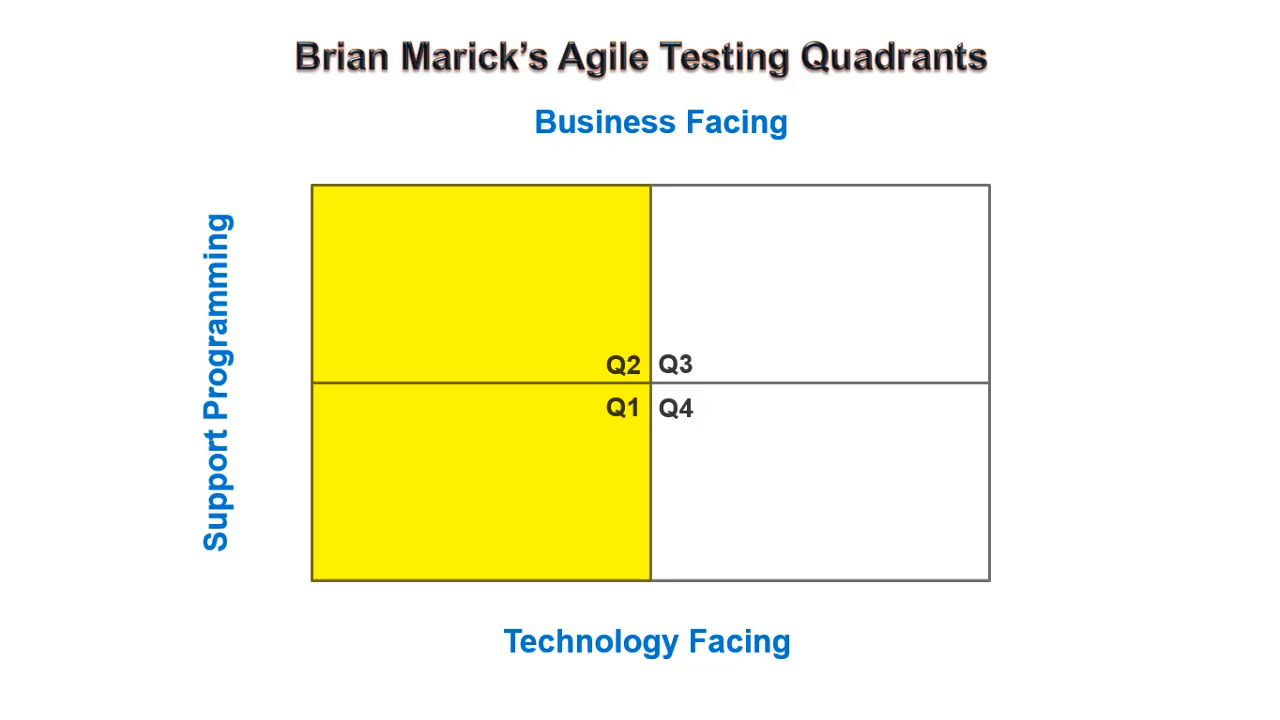 Brian Marick’s Agile Testing Quadrants
Business Facing
Support Programming
Q2
Q3
Q1
Q4
Technology Facing